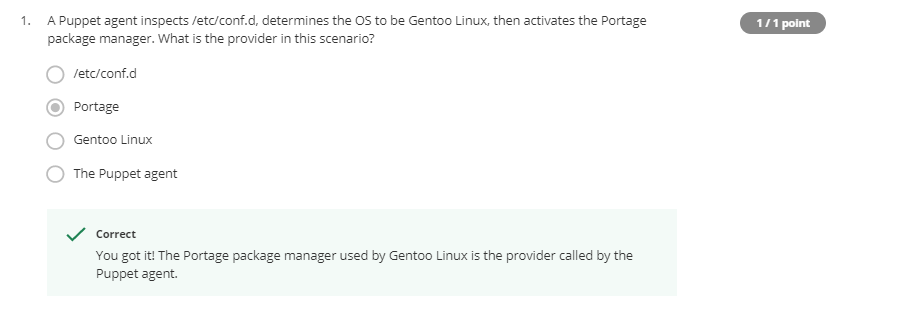 1. A Puppet agent inspects /etc/conf.d, determines the OS to be Gentoo Linux, then activates the Portage
package manager. What is the provider in this scenario?
1 / 1 point
/etc/conf.d
Portage
Gentoo Linux
The Puppet agent
Correct
You got it! The Portage package manager used by Gentoo Linux is the provider called by the
Puppet agent.